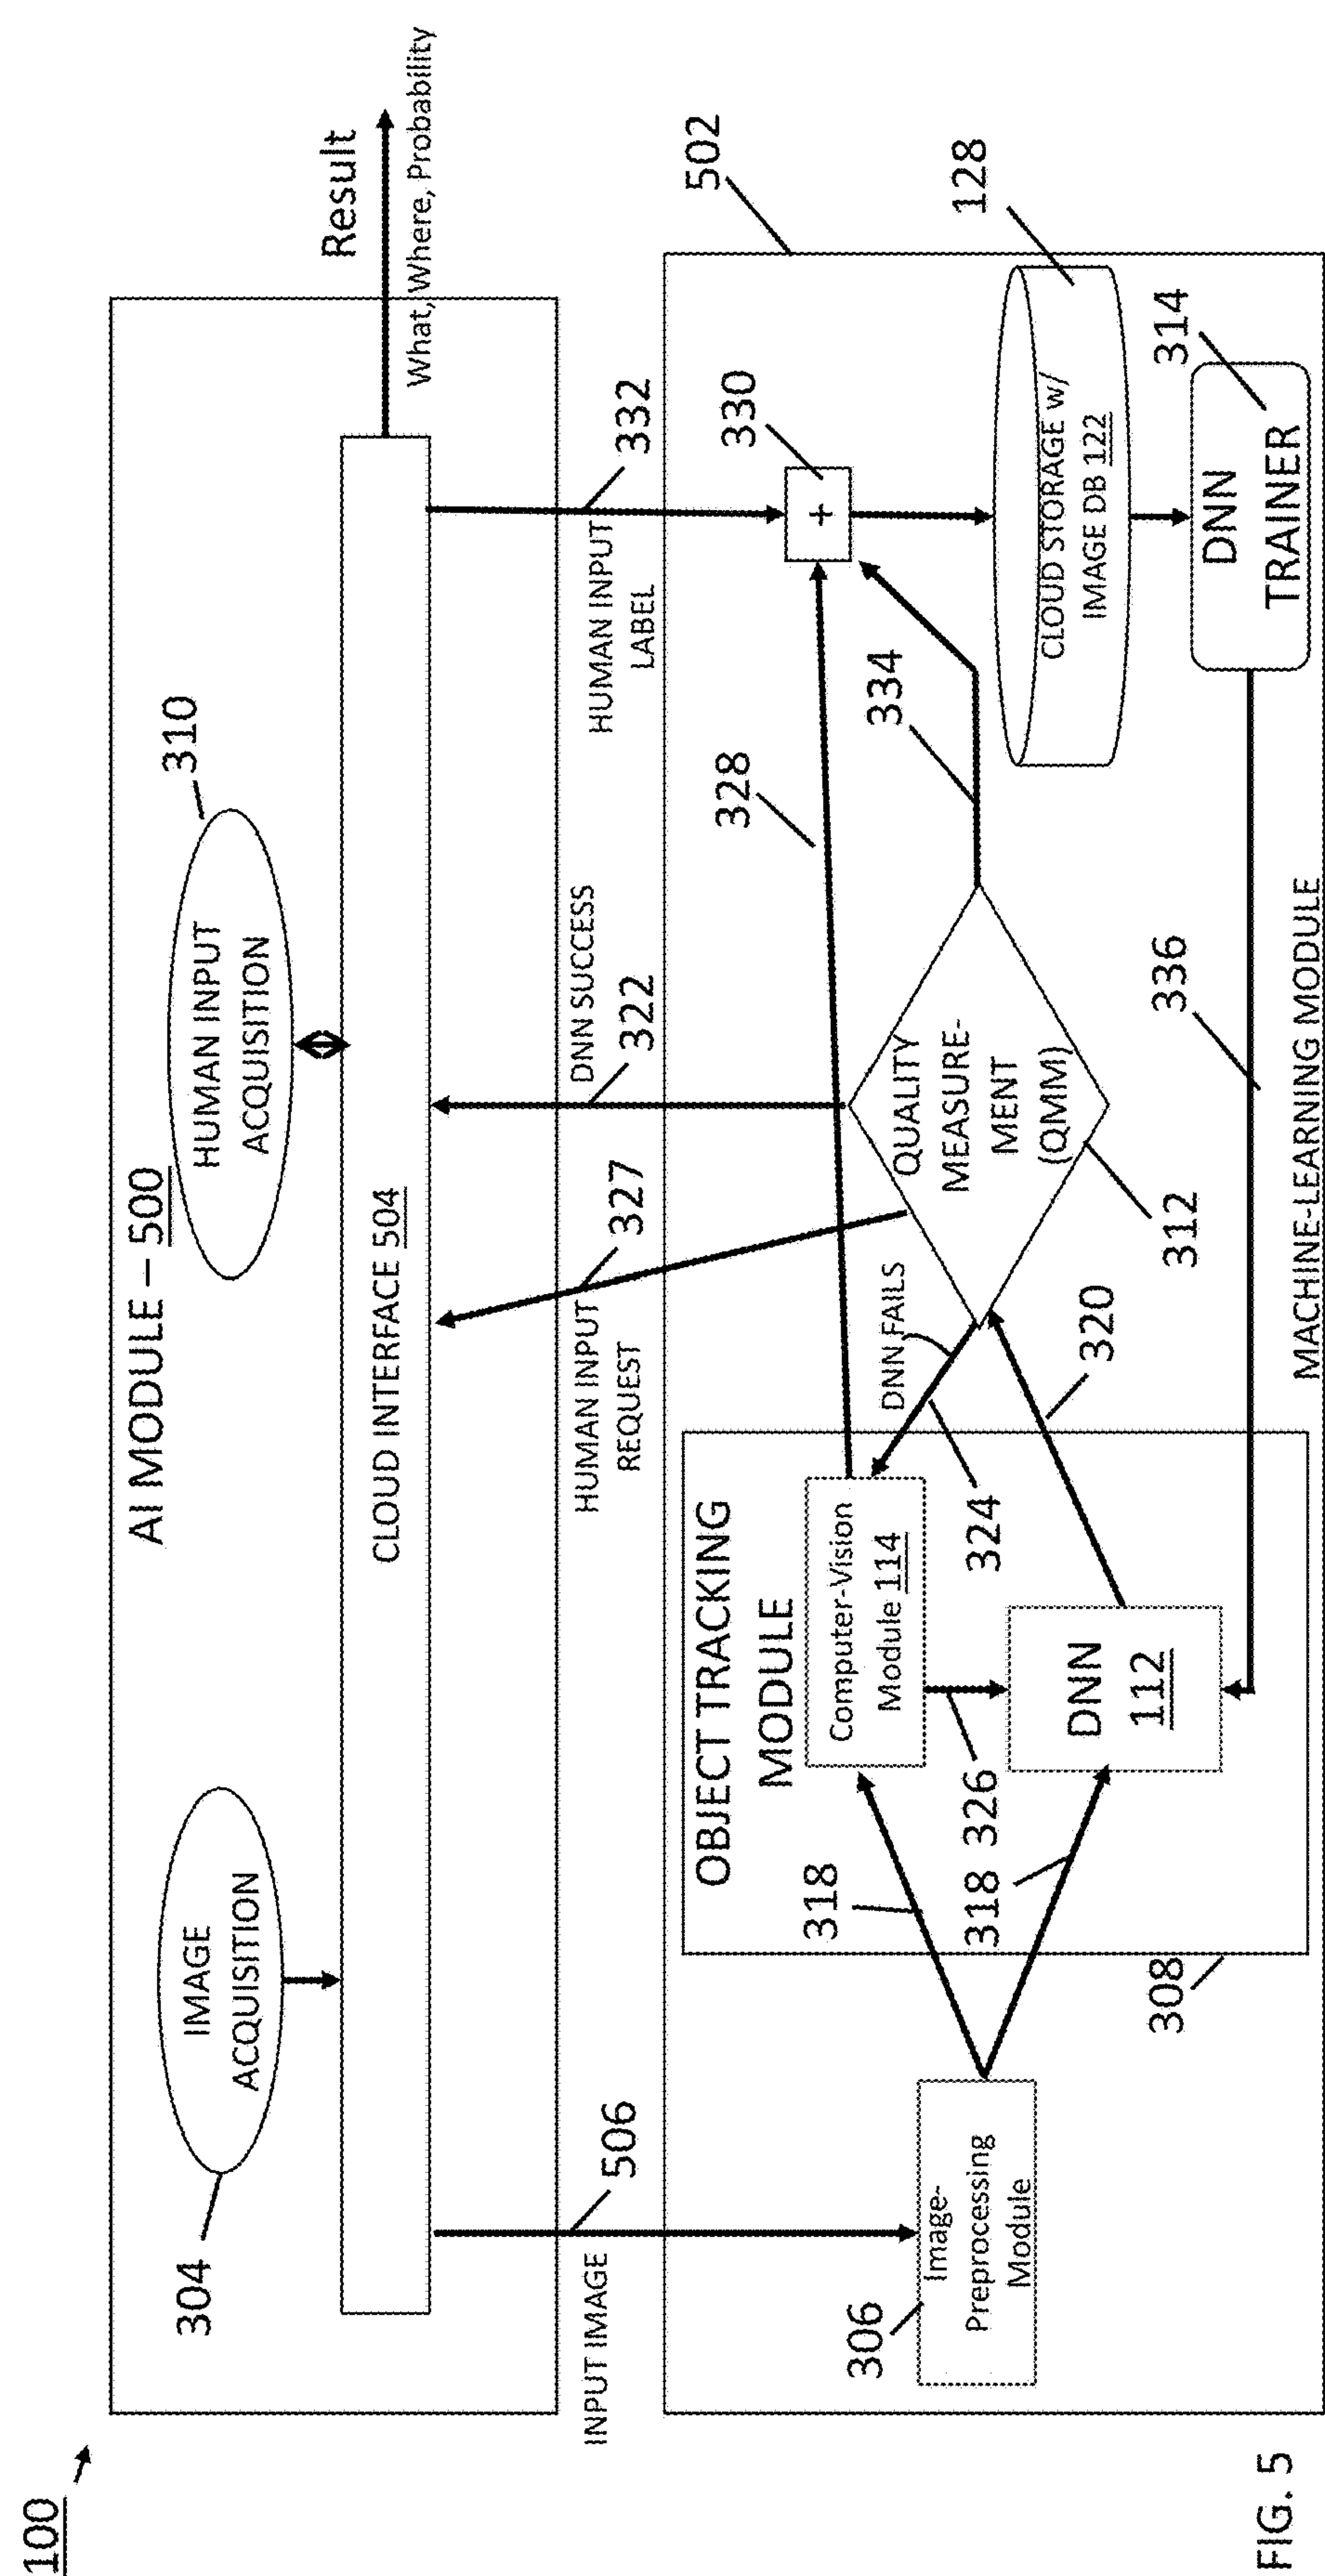 100
AI MODULE – 500
304
IMAGE
ACQUISITION
HUMAN INPUT
ACQUISITION
310
CLOUD INTERFACE 504
Result
What, Where, Probability
INPUT IMAGE
506
HUMAN INPUT
REQUEST
327
DNN SUCCESS
322
HUMAN INPUT
LABEL
332
502
306
Image-
Preprocessing
Module
318
318
308
OBJECT TRACKING
MODULE
Computer-Vision
Module 114
326
DNN
112
324
DNN FAILS
320
QUALITY
MEASURE-
MENT
(QMM)
312
328
334
330
+
128
CLOUD STORAGE w/
IMAGE DB 122
314
DNN
TRAINER
336
MACHINE-LEARNING MODULE
FIG. 5